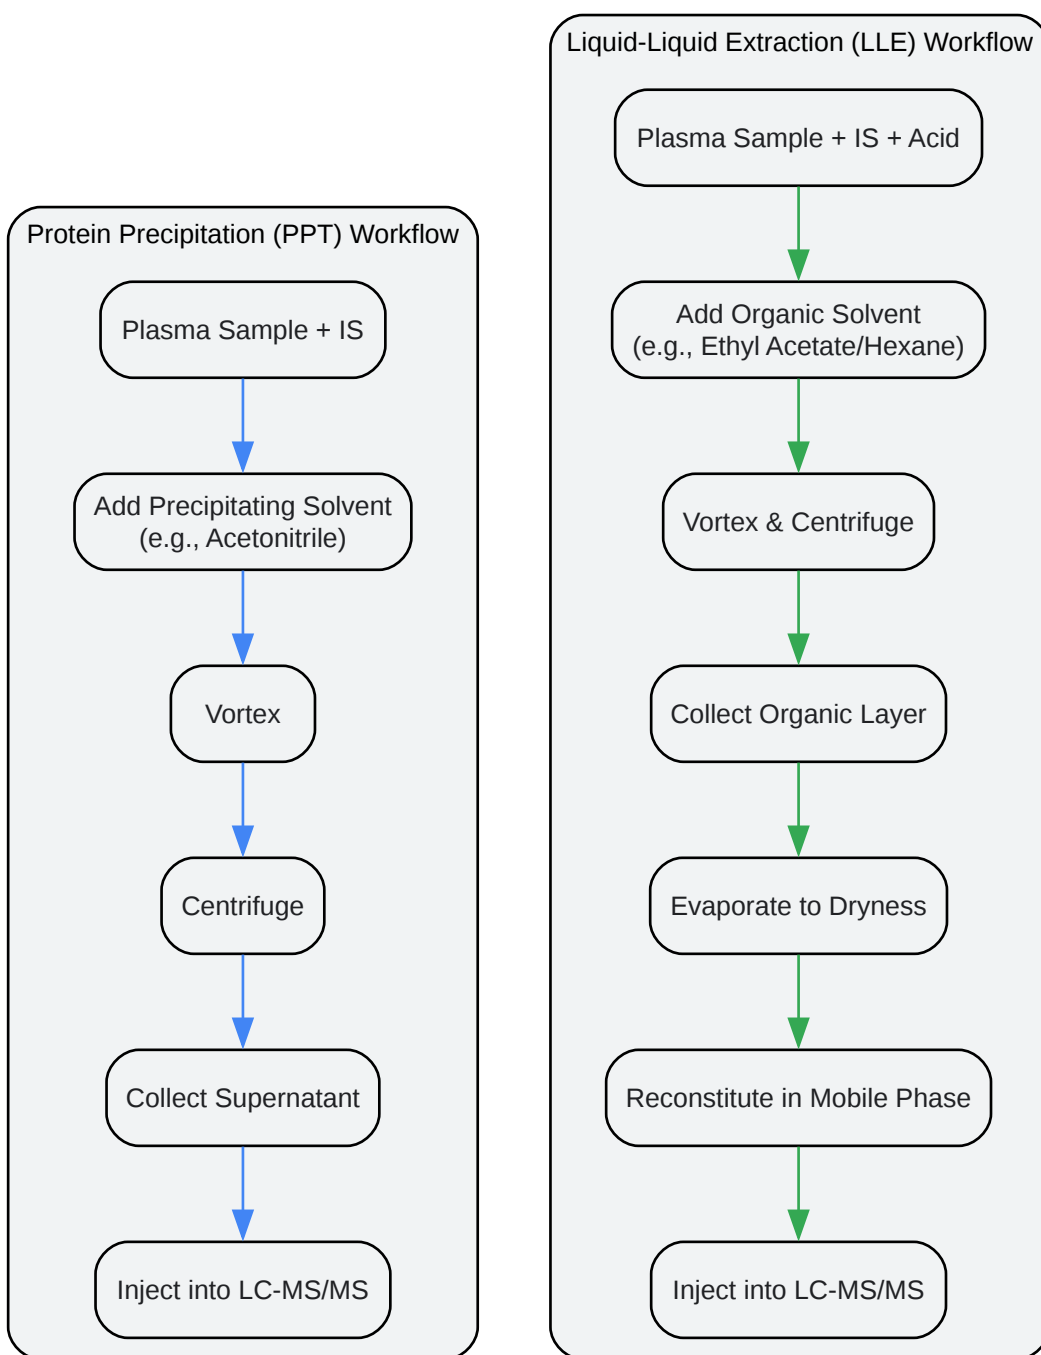 Protein Precipitation (PPT) Workflow
Plasma Sample + IS
Add Precipitating Solvent
(e.g., Acetonitrile)
Vortex
Centrifuge
Collect Supernatant
Inject into LC-MS/MS
Liquid-Liquid Extraction (LLE) Workflow
Plasma Sample + IS + Acid
Add Organic Solvent
(e.g., Ethyl Acetate/Hexane)
Vortex & Centrifuge
Collect Organic Layer
Evaporate to Dryness
Reconstitute in Mobile Phase
Inject into LC-MS/MS